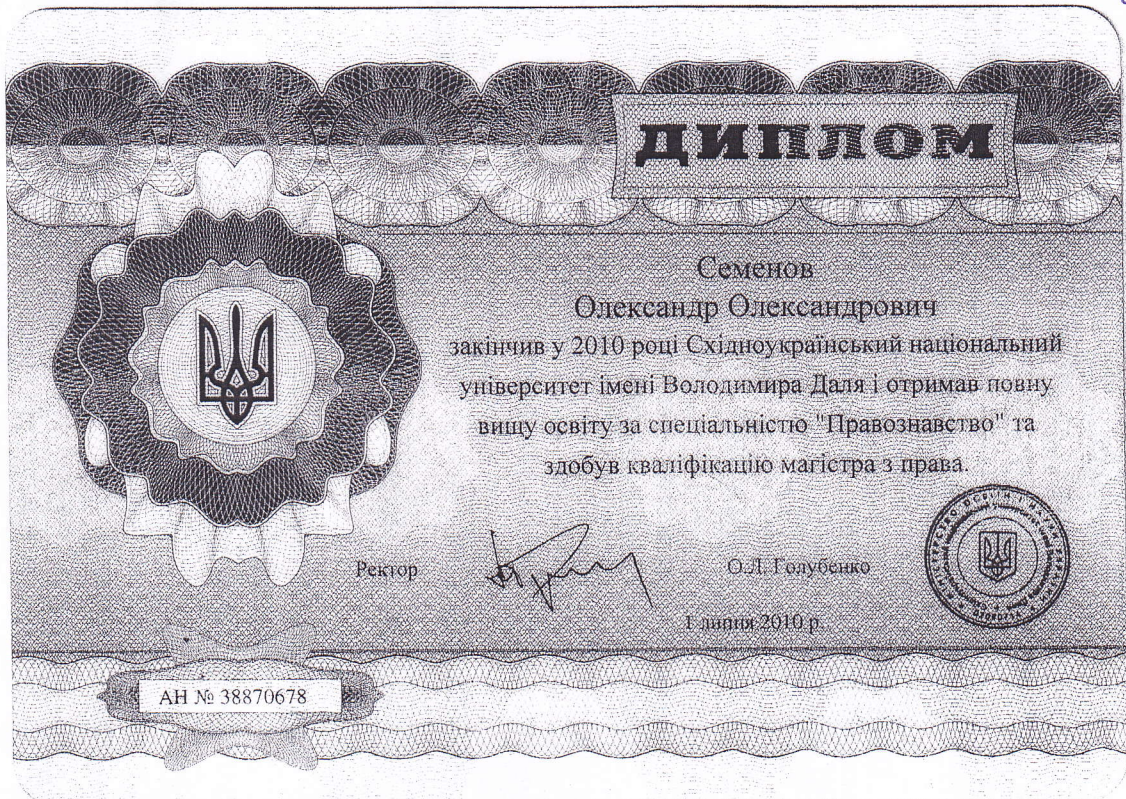 ДИПЛОМ
Семенов
Олександр Олександрович
закінчив у 2010 році Східноукраїнський національний
університет імені Володимира Даля і отримав повну
вищу освіту за спеціальністю "Правознавство" та
здобув кваліфікацію магістра з права.
Ректор О.Л. Голубенко
1 липня 2010 р.
АН № 38870678